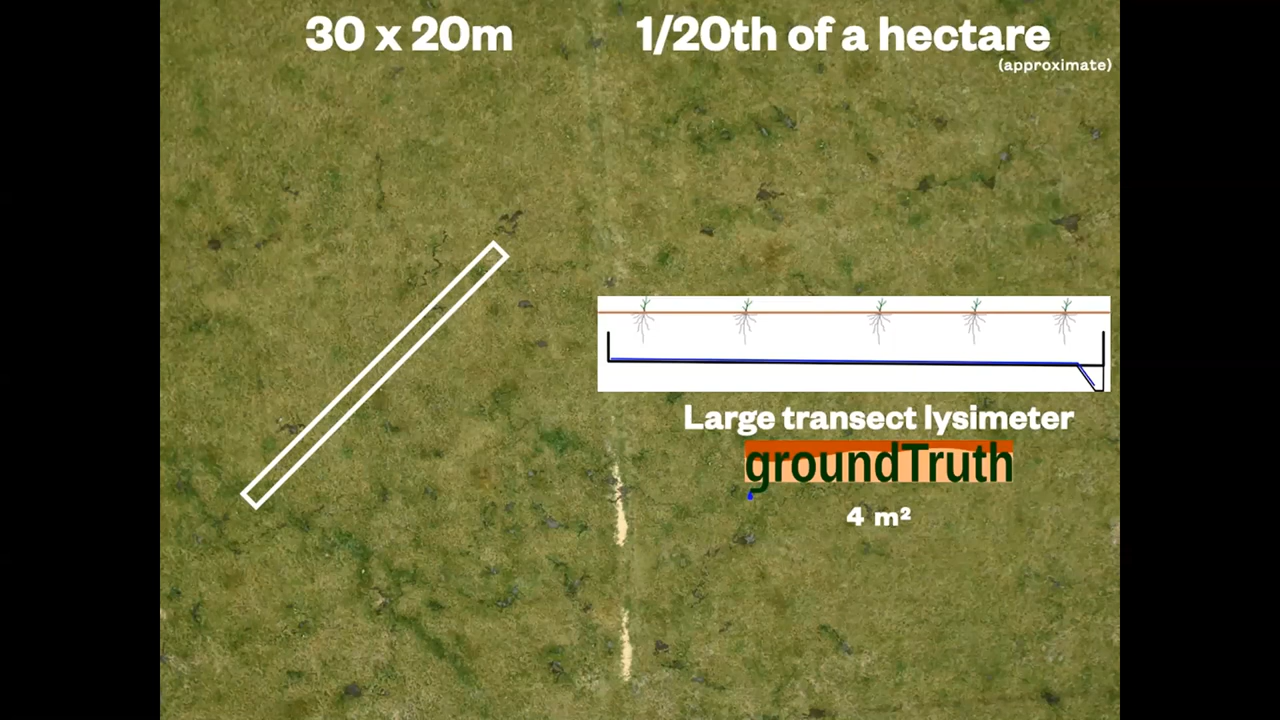 30 x 20m
1/20th of a hectare
(approximate)
Large transect lysimeter
groundTruth
4 m²